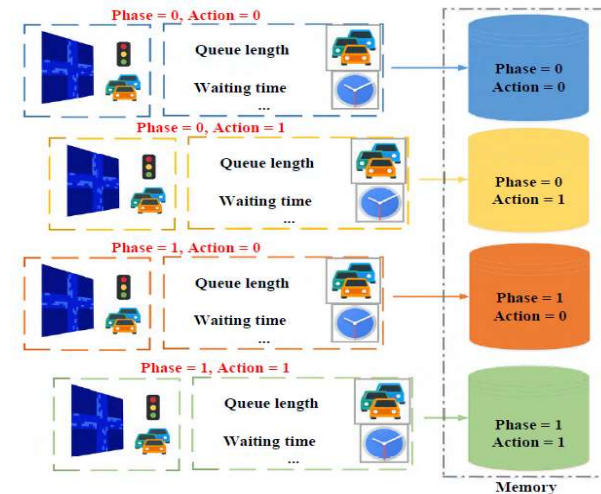 Phase = 0, Action = 0
Queue length
Waiting time
...
Phase = 0
Action = 0
Phase = 0, Action = 1
Queue length
Waiting time
...
Phase = 0
Action = 1
Phase = 1, Action = 0
Queue length
Waiting time
...
Phase = 1
Action = 0
Phase = 1, Action = 1
Queue length
Waiting time
...
Phase = 1
Action = 1
Memory